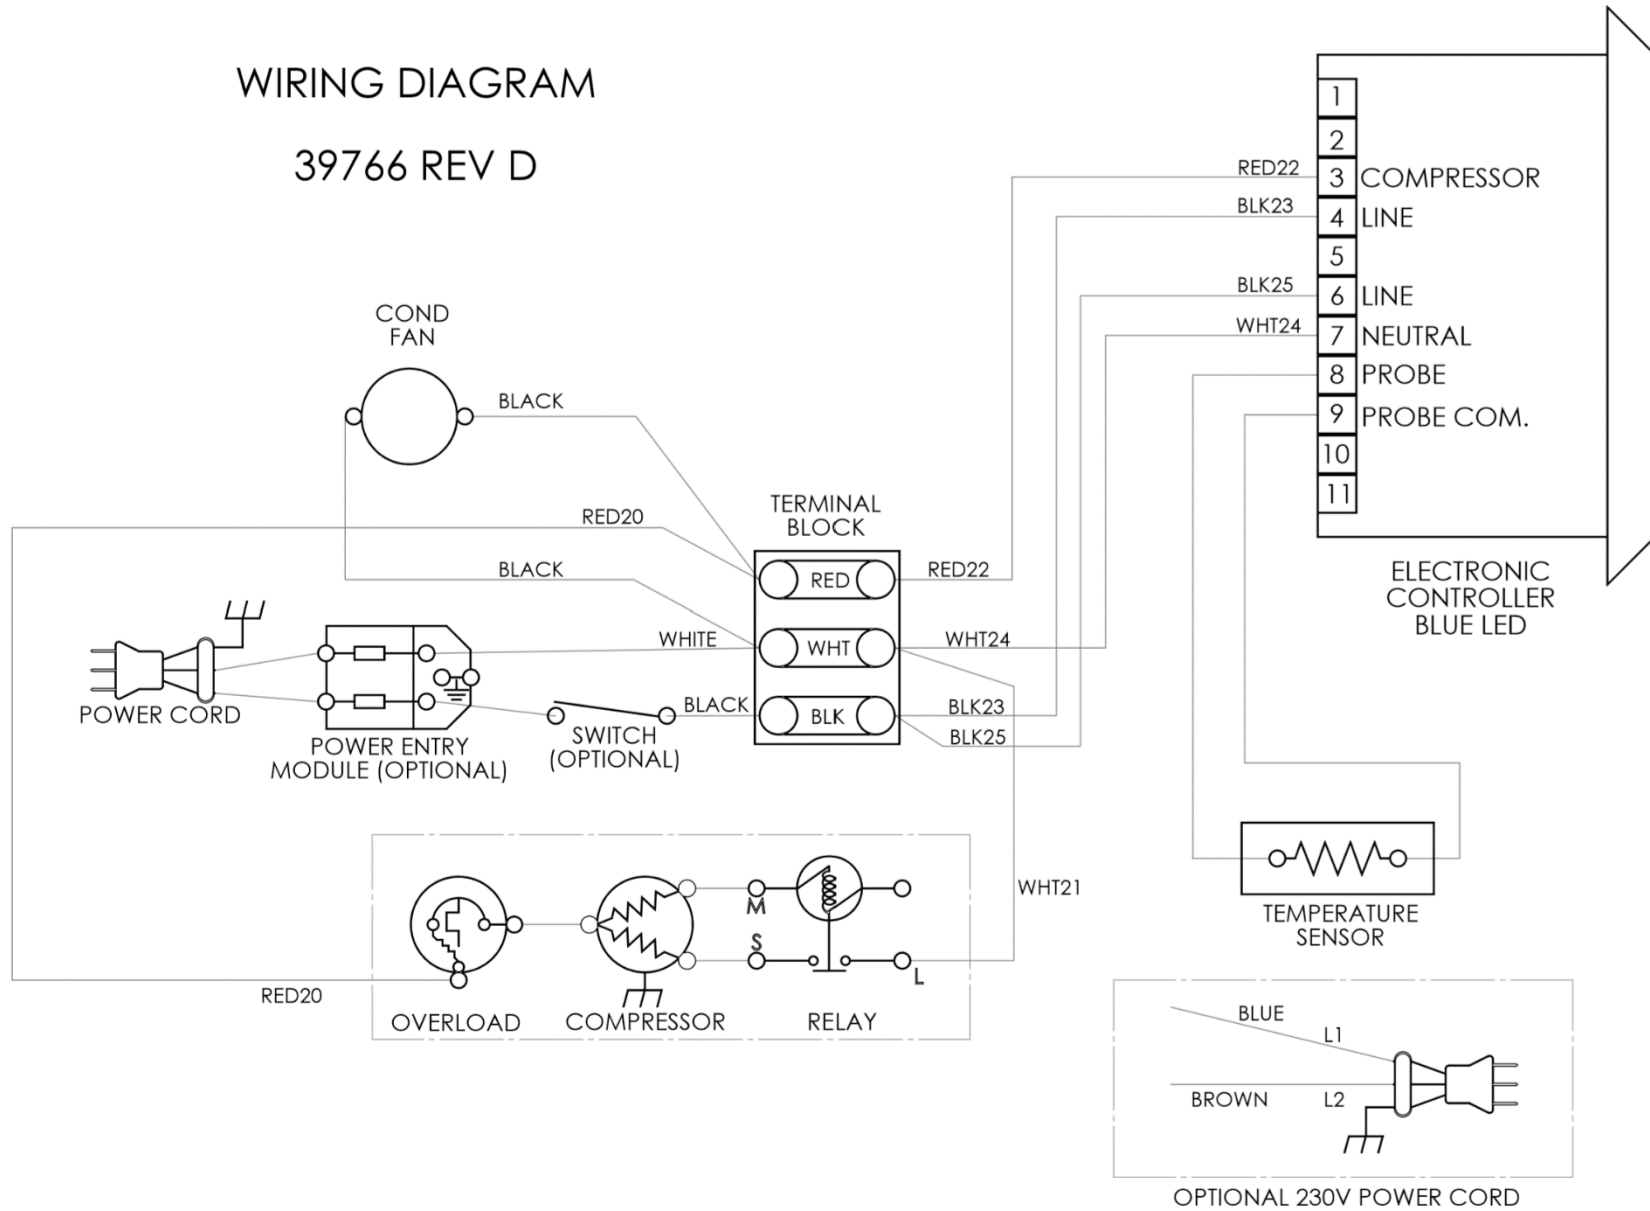 WIRING DIAGRAM
39766 REV D
1
2
RED22
3
COMPRESSOR
BLK23
4
LINE
5
BLK25
6
LINE
WHT24
7
NEUTRAL
8
PROBE
9
PROBE COM.
10
11
ELECTRONIC
CONTROLLER
BLUE LED
COND
FAN
BLACK
RED20
BLACK
TERMINAL
BLOCK
RED
RED22
WHITE
WHT
WHT24
BLACK
BLK
BLK23
BLK25
POWER CORD
POWER ENTRY
MODULE (OPTIONAL)
SWITCH
(OPTIONAL)
WHT21
M
S
L
RED20
OVERLOAD
COMPRESSOR
RELAY
TEMPERATURE
SENSOR
BLUE
L1
BROWN
L2
OPTIONAL 230V POWER CORD